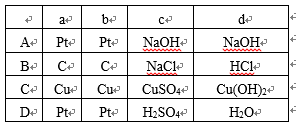 a b c d
A Pt Pt NaOH NaOH
B C C NaCl HCl
C Cu Cu CuSO4 Cu(OH)2
D Pt Pt H2SO4 H2O